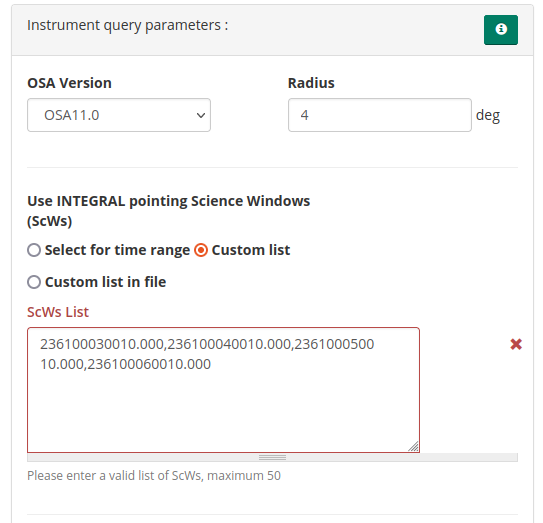 Instrument query parameters :
OSA Version
Radius
OSA11.0
4
deg
Use INTEGRAL pointing Science Windows
(ScWs)
Select for time range
Custom list
Custom list in file
ScWs List
236100030010.000,236100040010.000,2361000500
10.000,236100060010.000
Please enter a valid list of ScWs, maximum 50